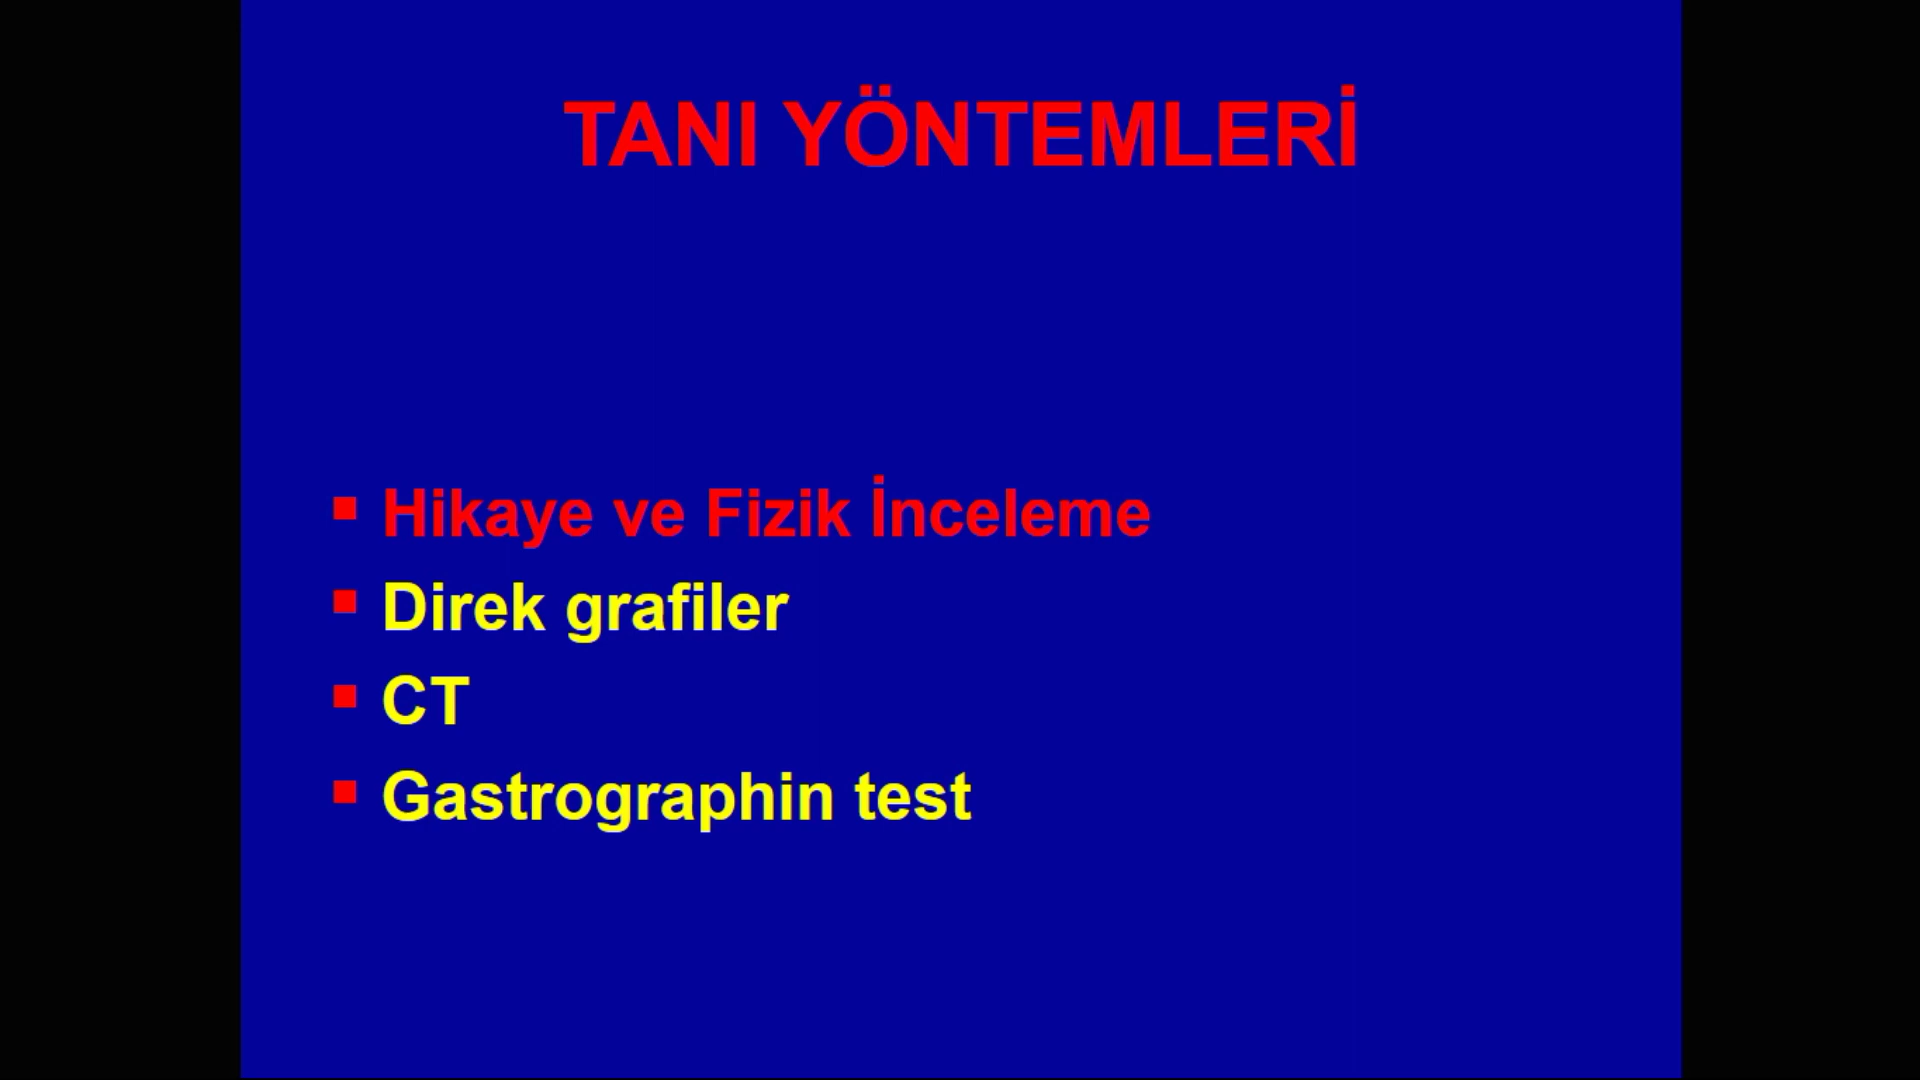 TANI YÖNTEMLERİ
Hikaye ve Fizik İnceleme
Direk grafiler
CT
Gastrographin test